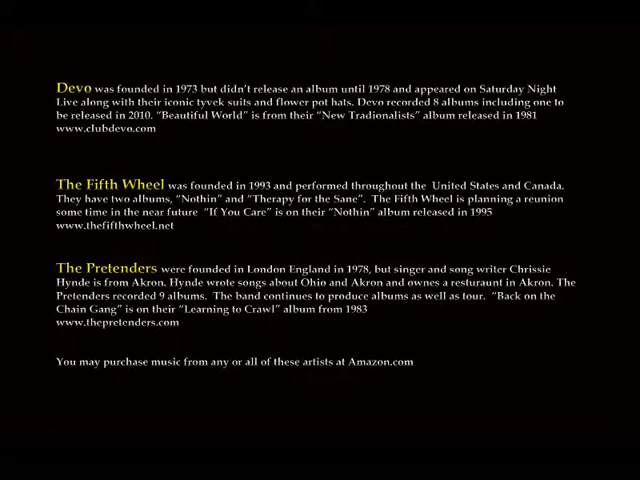 Devo was founded in 1973 but didn't release an album until 1978 and appeared on Saturday Night
Live along with their iconic tyvek suits and flower pot hats. Devo recorded 8 albums including one to
be released in 2010. "Beautiful World" is from their "New Tradionalists" album released in 1981
www.clubdevo.com
The Fifth Wheel was founded in 1993 and performed throughout the  United States and Canada.
They have two albums, "Nothin" and "Therapy for the Sane".  The Fifth Wheel is planning a reunion
some time in the near future  "If You Care" is on their "Nothin" album released in 1995
www.thefifthwheel.net
The Pretenders were founded in London England in 1978, but singer and song writer Chrissie
Hynde is from Akron. Hynde wrote songs about Ohio and Akron and owns a resturaunt in Akron. The
Pretenders recorded 9 albums.  The band continues to produce albums as well as tour.  "Back on the
Chain Gang" is on their "Learning to Crawl" album from 1983
www.thepretenders.com
You may purchase music from any or all of these artists at Amazon.com